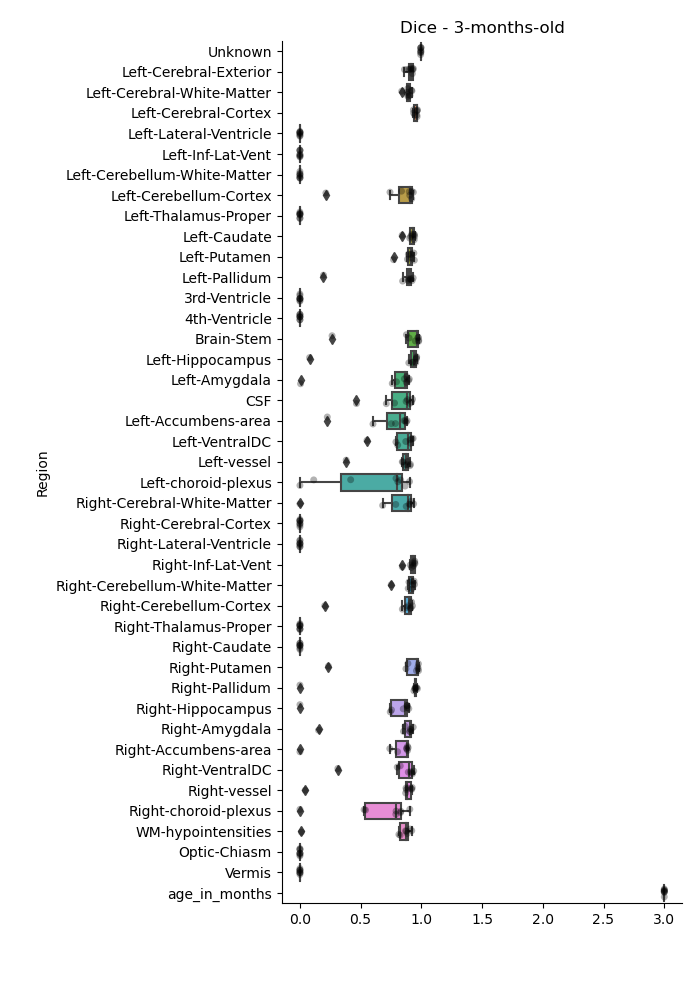 Dice - 3-months-old
Unknown
Left-Cerebral-Exterior
Left-Cerebral-White-Matter
Left-Cerebral-Cortex
Left-Lateral-Ventricle
Left-Inf-Lat-Vent
Left-Cerebellum-White-Matter
Left-Cerebellum-Cortex
Left-Thalamus-Proper
Left-Caudate
Left-Putamen
Left-Pallidum
3rd-Ventricle
4th-Ventricle
Brain-Stem
Left-Hippocampus
Left-Amygdala
CSF
Left-Accumbens-area
Left-VentralDC
Left-vessel
Left-choroid-plexus
Right-Cerebral-White-Matter
Right-Cerebral-Cortex
Right-Lateral-Ventricle
Right-Inf-Lat-Vent
Right-Cerebellum-White-Matter
Right-Cerebellum-Cortex
Right-Thalamus-Proper
Right-Caudate
Right-Putamen
Right-Pallidum
Right-Hippocampus
Right-Amygdala
Right-Accumbens-area
Right-VentralDC
Right-vessel
Right-choroid-plexus
WM-hypointensities
Optic-Chiasm
Vermis
age_in_months
Region
0.0 0.5 1.0 1.5 2.0 2.5 3.0